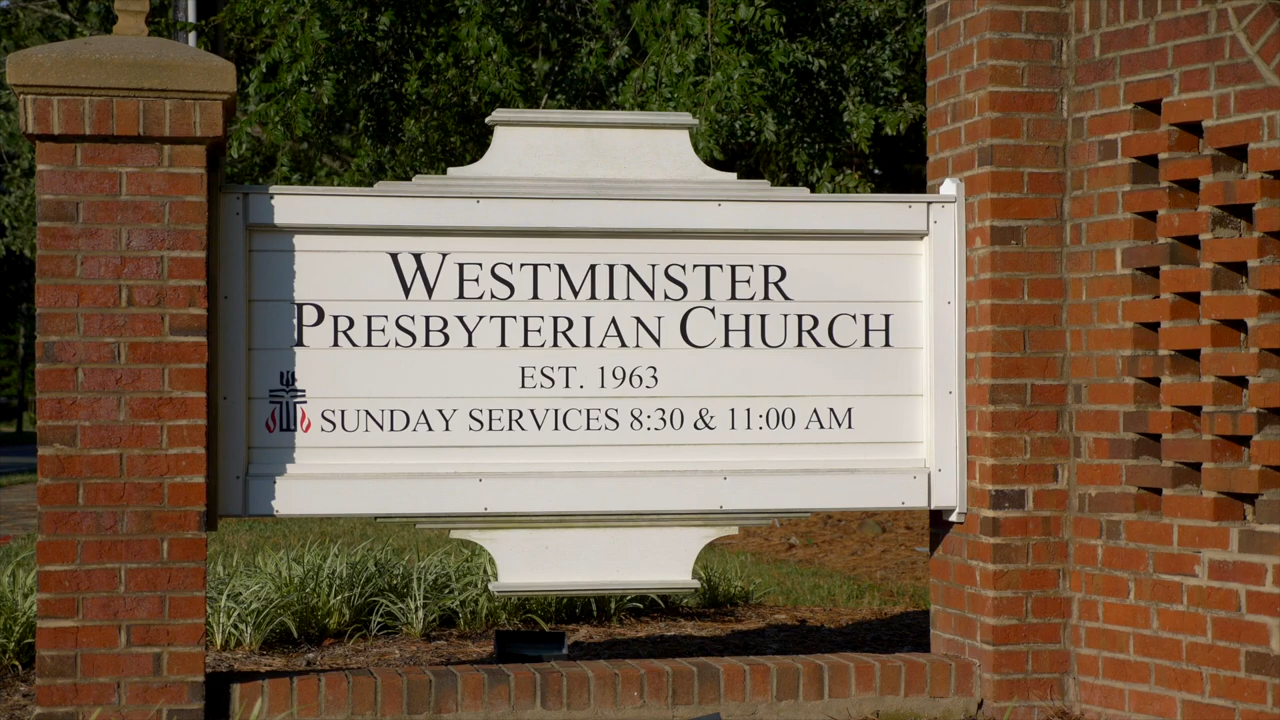 WESTMINSTER
PRESBYTERIAN CHURCH
EST. 1963
SUNDAY SERVICES 8:30 & 11:00 AM